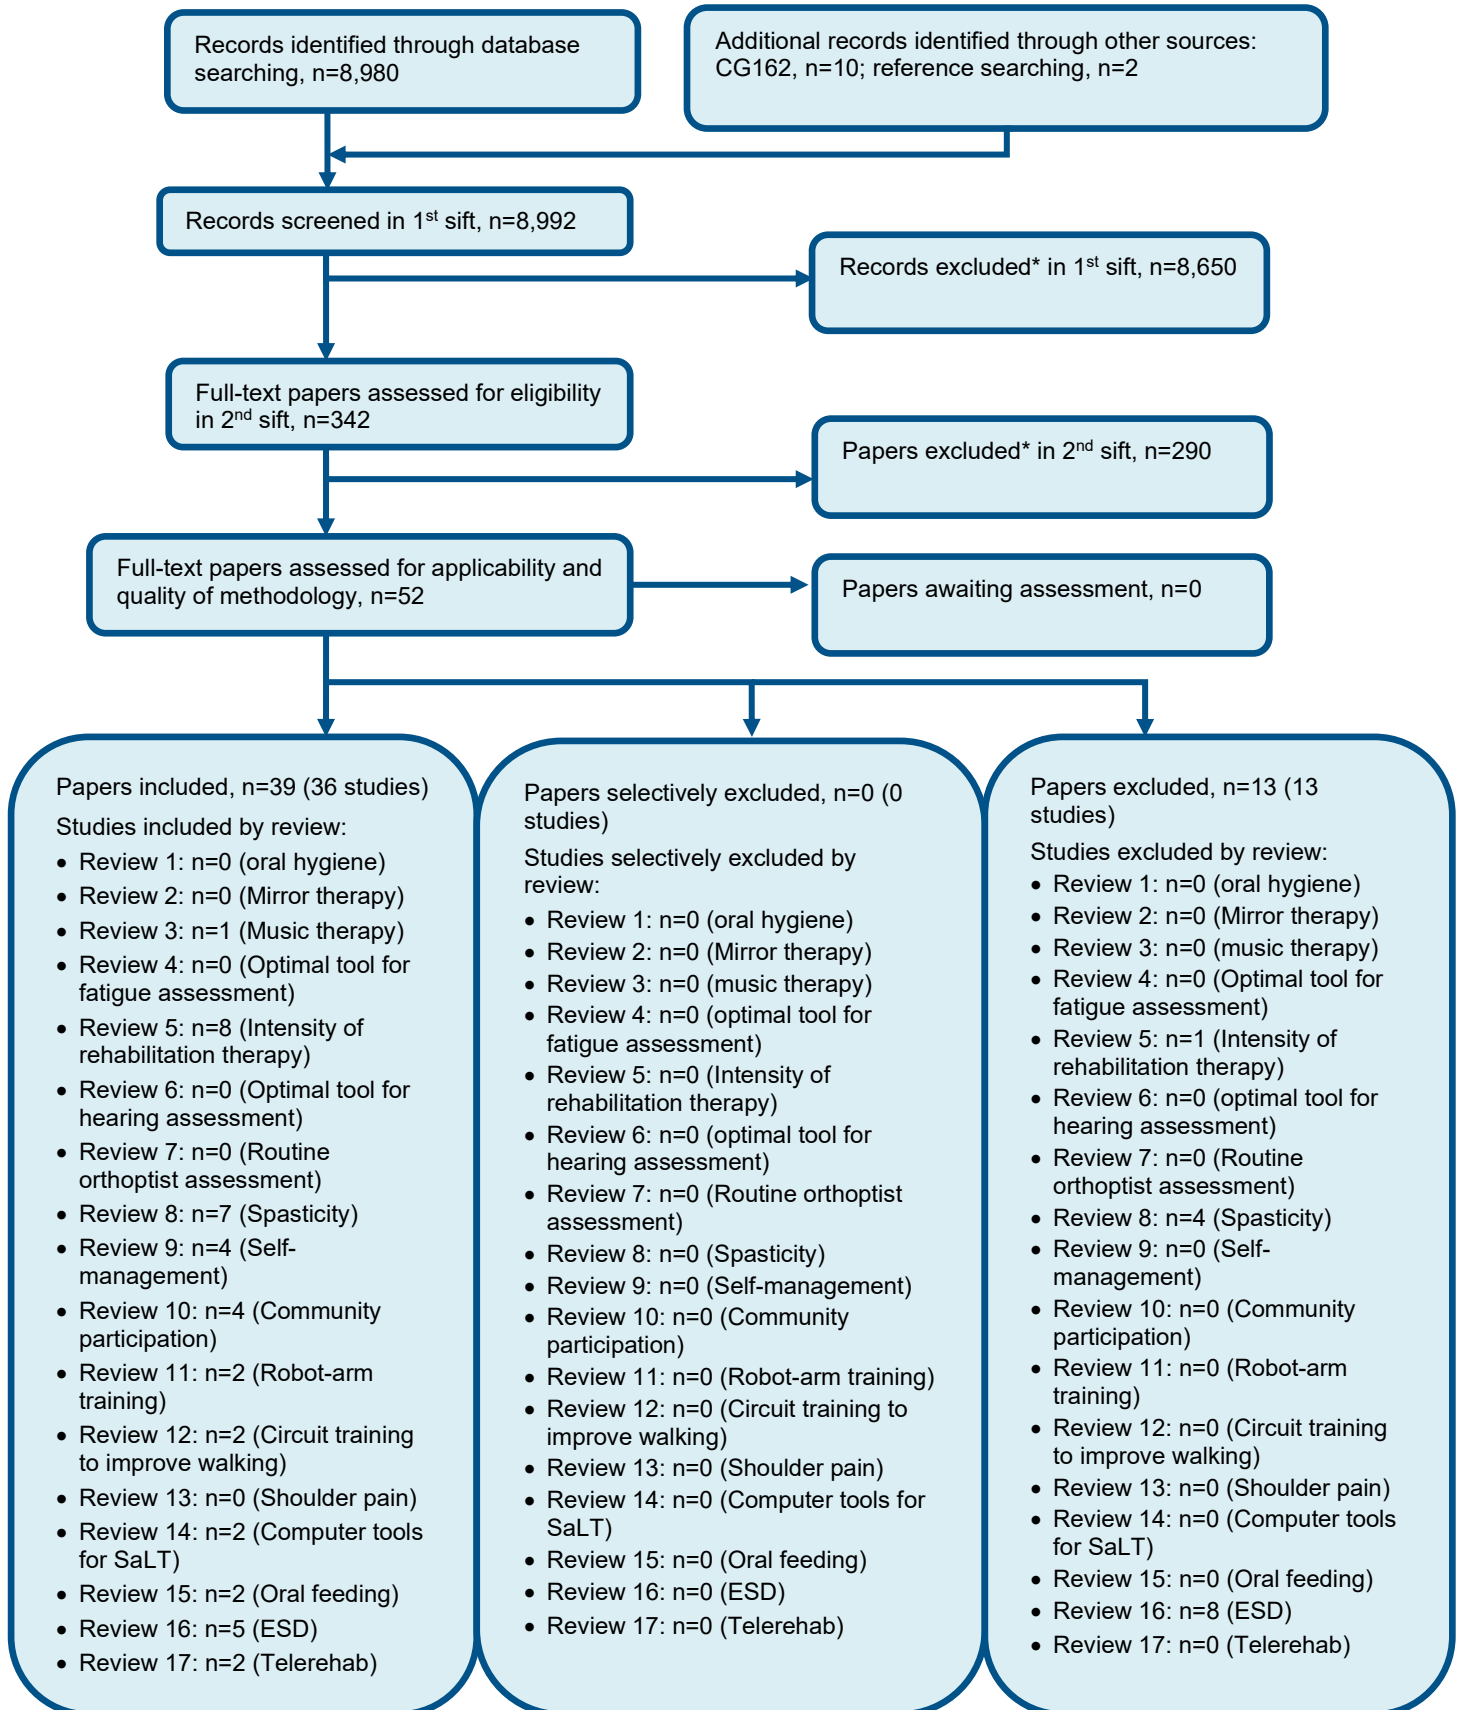 Records identified through database
searching, n=8,980
Additional records identified through other sources:
CG162, n=10; reference searching, n=2
Records screened in 1st sift, n=8,992
Records excluded* in 1st sift, n=8,650
Full-text papers assessed for eligibility
in 2nd sift, n=342
Papers excluded* in 2nd sift, n=290
Full-text papers assessed for applicability and
quality of methodology, n=52
Papers awaiting assessment, n=0
Papers included, n=39 (36 studies)
Studies included by review:
• Review 1: n=0 (oral hygiene)
• Review 2: n=0 (Mirror therapy)
• Review 3: n=1 (Music therapy)
• Review 4: n=0 (Optimal tool for
fatigue assessment)
• Review 5: n=8 (Intensity of
rehabilitation therapy)
• Review 6: n=0 (Optimal tool for
hearing assessment)
• Review 7: n=0 (Routine
orthoptist assessment)
• Review 8: n=7 (Spasticity)
• Review 9: n=4 (Self-
management)
• Review 10: n=4 (Community
participation)
• Review 11: n=2 (Robot-arm
training)
• Review 12: n=2 (Circuit training
to improve walking)
• Review 13: n=0 (Shoulder pain)
• Review 14: n=2 (Computer tools
for SaLT)
• Review 15: n=2 (Oral feeding)
• Review 16: n=5 (ESD)
• Review 17: n=2 (Telerehab)
Papers selectively excluded, n=0 (0
studies)
Studies selectively excluded by
review:
• Review 1: n=0 (oral hygiene)
• Review 2: n=0 (Mirror therapy)
• Review 3: n=0 (music therapy)
• Review 4: n=0 (optimal tool for
fatigue assessment)
• Review 5: n=0 (Intensity of
rehabilitation therapy)
• Review 6: n=0 (optimal tool for
hearing assessment)
• Review 7: n=0 (Routine orthoptist
assessment)
• Review 8: n=0 (Spasticity)
• Review 9: n=0 (Self-management)
• Review 10: n=0 (Community
participation)
• Review 11: n=0 (Robot-arm training)
• Review 12: n=0 (Circuit training to
improve walking)
• Review 13: n=0 (Shoulder pain)
• Review 14: n=0 (Computer tools for
SaLT)
• Review 15: n=0 (Oral feeding)
• Review 16: n=0 (ESD)
• Review 17: n=0 (Telerehab)
Papers excluded, n=13 (13
studies)
Studies excluded by review:
• Review 1: n=0 (oral hygiene)
• Review 2: n=0 (Mirror therapy)
• Review 3: n=0 (music therapy)
• Review 4: n=0 (Optimal tool for
fatigue assessment)
• Review 5: n=1 (Intensity of
rehabilitation therapy)
• Review 6: n=0 (optimal tool for
hearing assessment)
• Review 7: n=0 (Routine
orthoptist assessment)
• Review 8: n=4 (Spasticity)
• Review 9: n=0 (Self-
management)
• Review 10: n=0 (Community
participation)
• Review 11: n=0 (Robot-arm
training)
• Review 12: n=0 (Circuit training
to improve walking)
• Review 13: n=0 (Shoulder pain)
• Review 14: n=0 (Computer tools
for SaLT)
• Review 15: n=0 (Oral feeding)
• Review 16: n=8 (ESD)
• Review 17: n=0 (Telerehab)